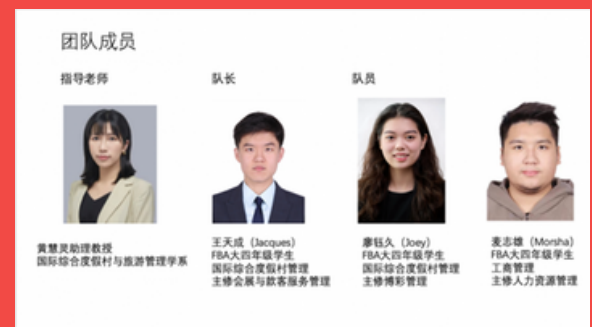 团队成员
指导老师
队长
队员
黄慧灵助理教授
国际综合度假村与旅游管理学系
王天成（Jacques）
FBA大四年级学生
国际综合度假村管理
主修会展与款客服务管理
廖钰久（Joey）
FBA大四年级学生
国际综合度假村管理
主修博彩管理
麦志雄（Morsha）
FBA大四年级学生
工商管理
主修人力资源管理